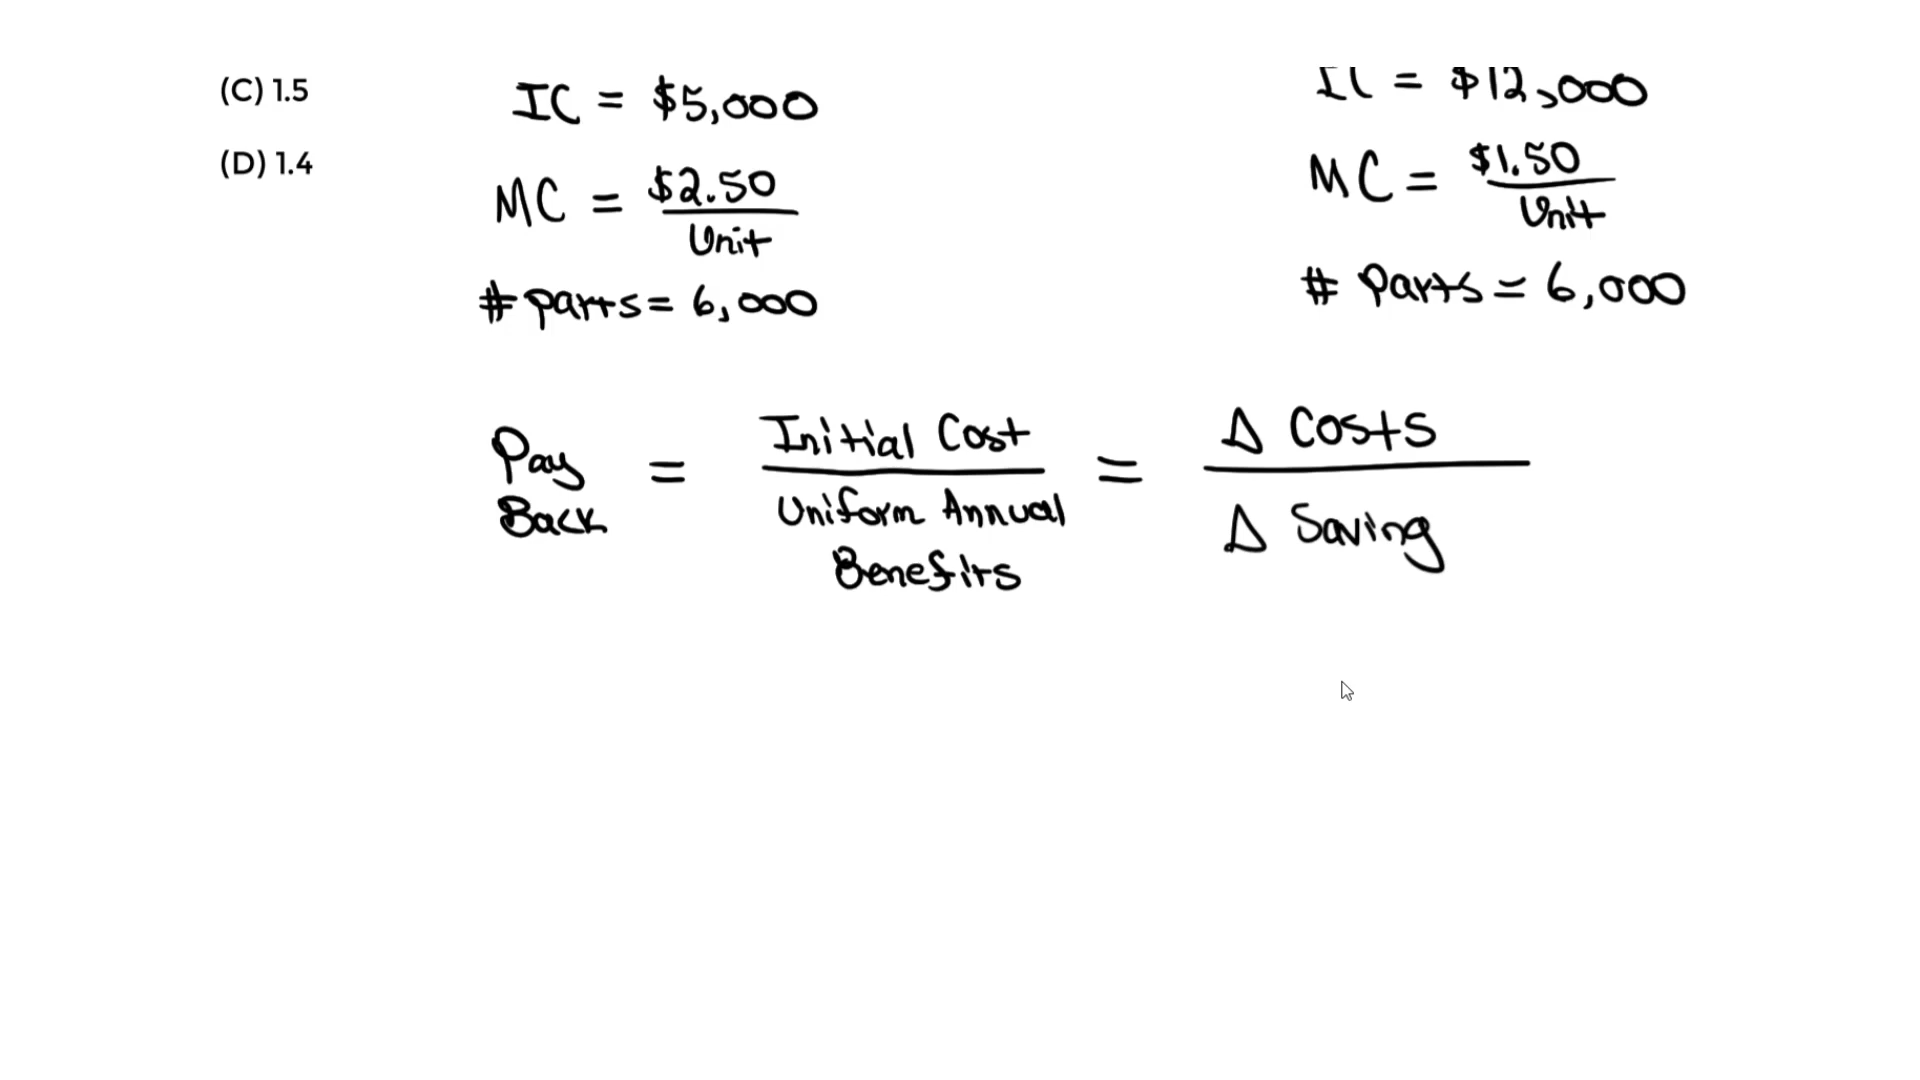 (C) 1.5
(D) 1.4
IC = $5,000
MC = $2.50
Unit
# parts = 6,000
IC = $12,000
MC = $1.50
Unit
# Parts = 6,000
Pay
Back
=
Initial Cost
Uniform Annual
Benefits
=
Δ Costs
Δ Saving